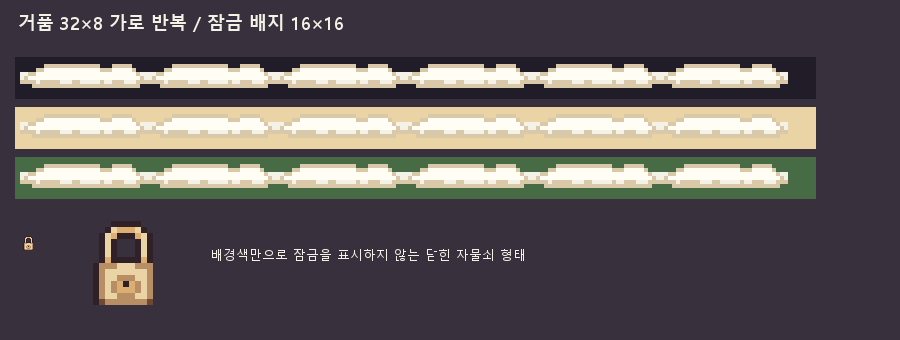 거품 32×8 가로 반복 / 잠금 배지 16×16
배경색만으로 잠금을 표시하지 않는 닫힌 자물쇠 형태